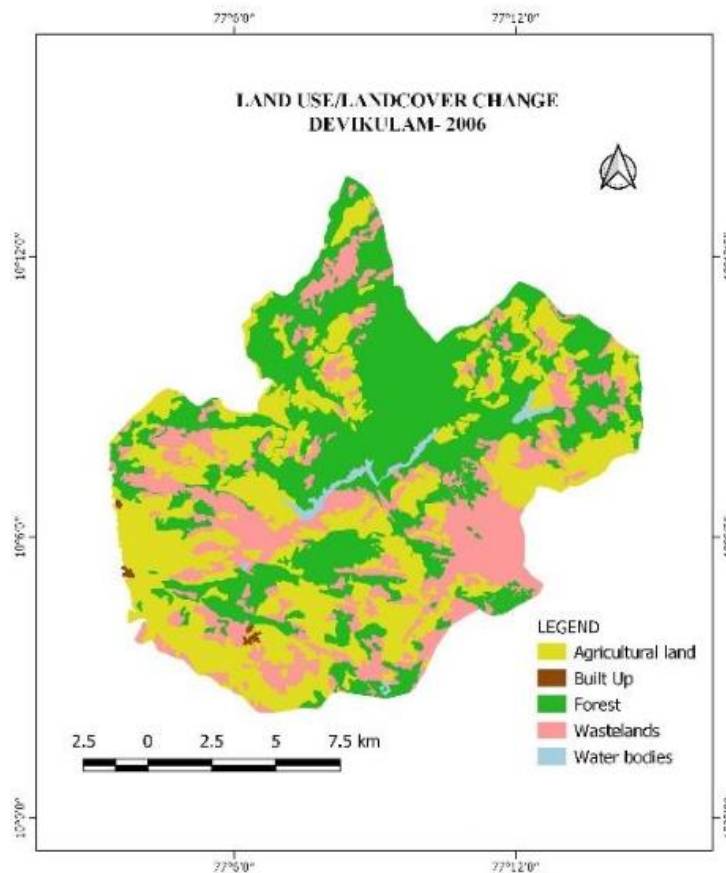 77°6'0" 77°12'0"
LAND USE/LANDCOVER CHANGE
DEVIKULAM- 2006
10°12'0"
10°6'0"
LEGEND
Agricultural land
Built Up
Forest
Wastelands
Water bodies
2.5 0 2.5 5 7.5 km
77°6'0" 77°12'0"